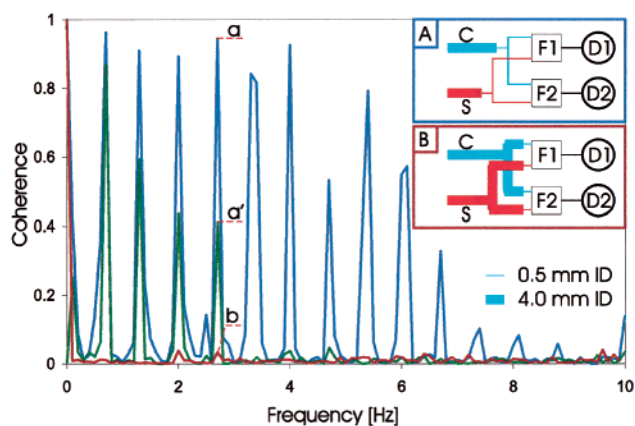 Coherence
1
0.8
0.6
0.4
0.2
0
0
2
4
6
8
10
Frequency [Hz]
a
a'
b
A
C
S
F1
D1
F2
D2
B
C
S
F1
D1
F2
D2
0.5 mm ID
4.0 mm ID